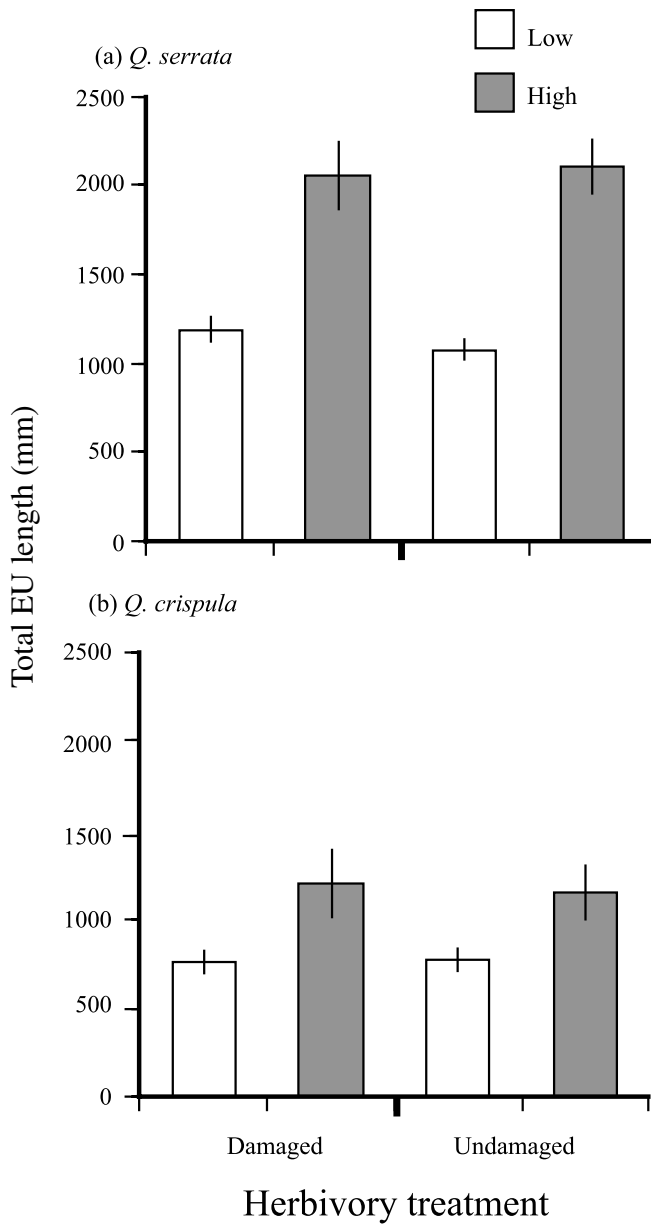 Low
(a) Q. serrata
High
2500
2000
1500
1000
500
0
Total EU length (mm)
(b) Q. crispula
2500
2000
1500
1000
500
0
Damaged Undamaged
Herbivory treatment